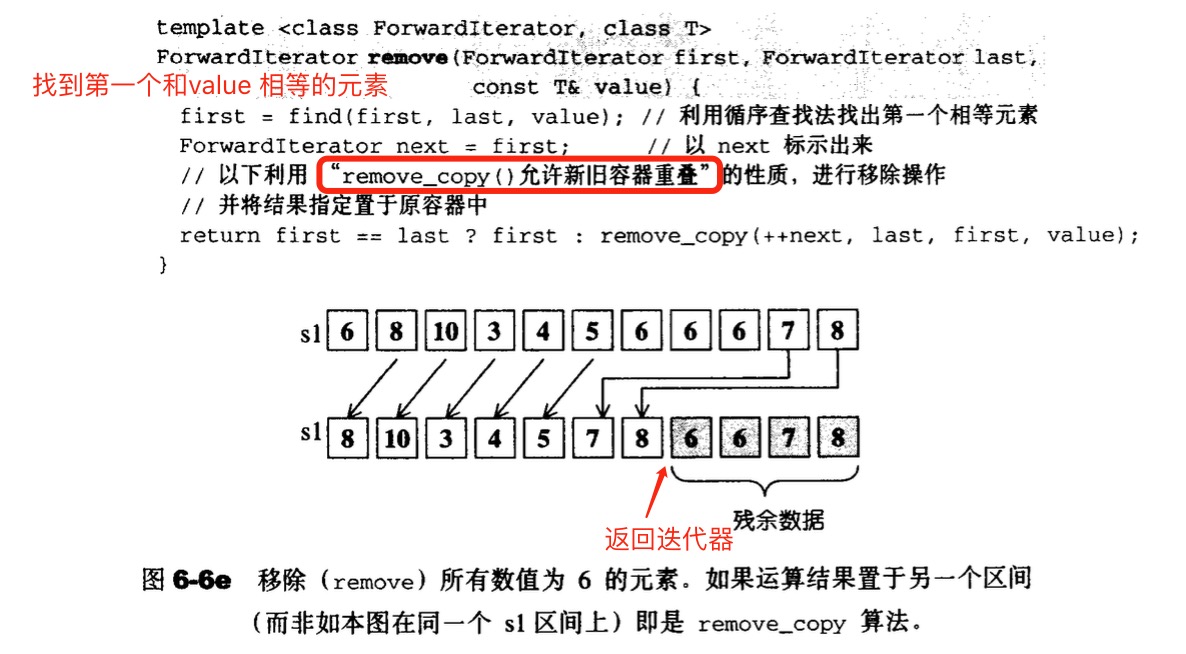 template <class ForwardIterator, class T>
ForwardIterator remove(ForwardIterator first, ForwardIterator last,
找到第一个和value 相等的元素
const T& value) {
first = find(first, last, value); // 利用循序查找法找出第一个相等元素
ForwardIterator next = first; // 以 next 标示出来
// 以下利用 “remove_copy()允许新旧容器重叠”的性质，进行移除操作
// 并将结果指定置于原容器中
return first == last ? first : remove_copy(++next, last, first, value);
}
s1 6 8 10 3 4 5 6 6 6 7 8
s1 8 10 3 4 5 7 8 6 6 7 8
残余数据
返回迭代器
图 6-6e 移除（remove）所有数值为 6 的元素。如果运算结果置于另一个区间
（而非如本图在同一个 s1 区间上）即是 remove_copy 算法。